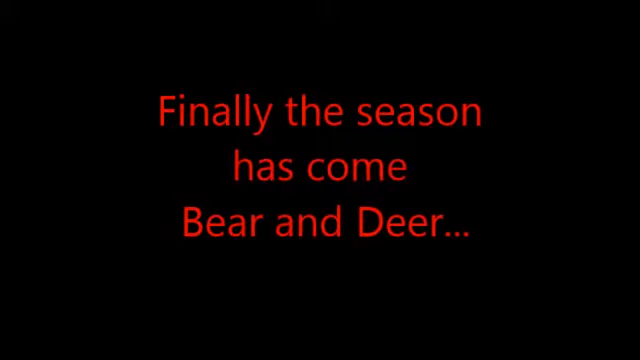 Finally the season
has come
Bear and Deer...